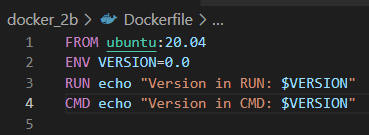 docker_2b > Dockerfile > ...
1 FROM ubuntu:20.04
2 ENV VERSION=0.0
3 RUN echo "Version in RUN: $VERSION"
4 CMD echo "Version in CMD: $VERSION"